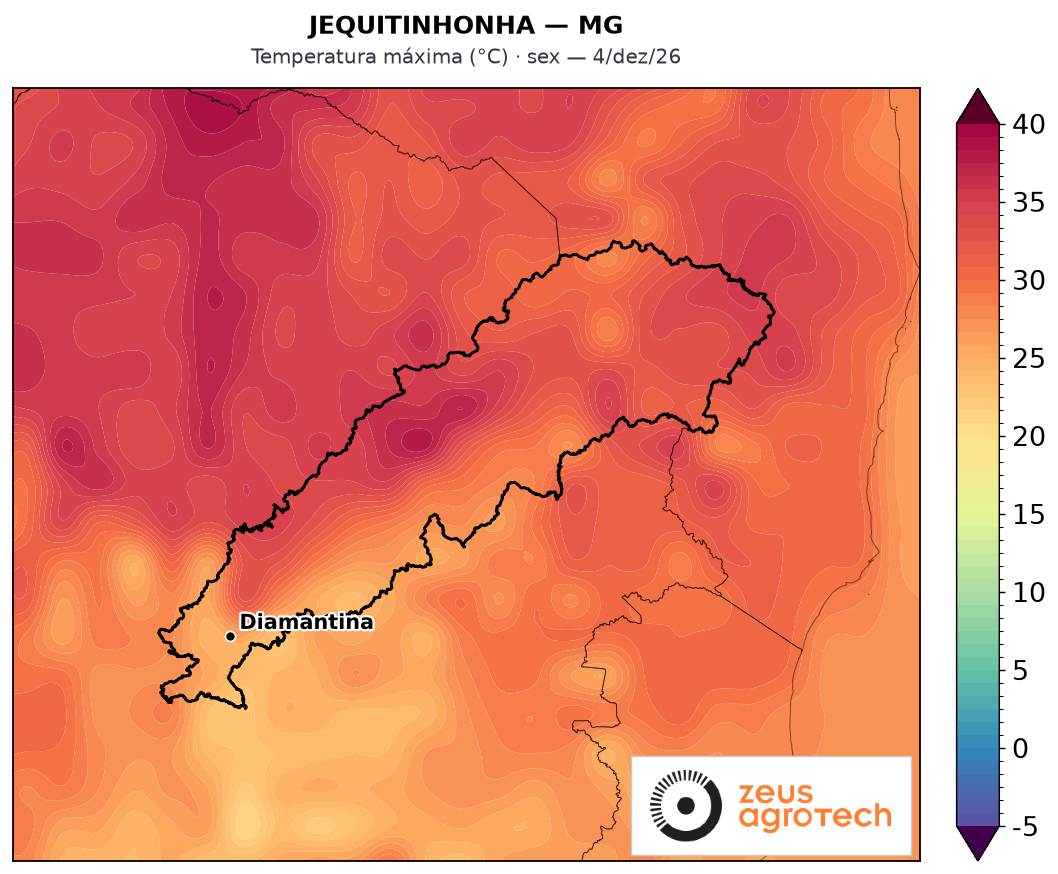 JEQUITINHONHA — MG
Temperatura máxima (°C) · sex — 4/dez/26
40
35
30
25
20
15
10
5
0
-5
Diamantina
zeus
agrotech